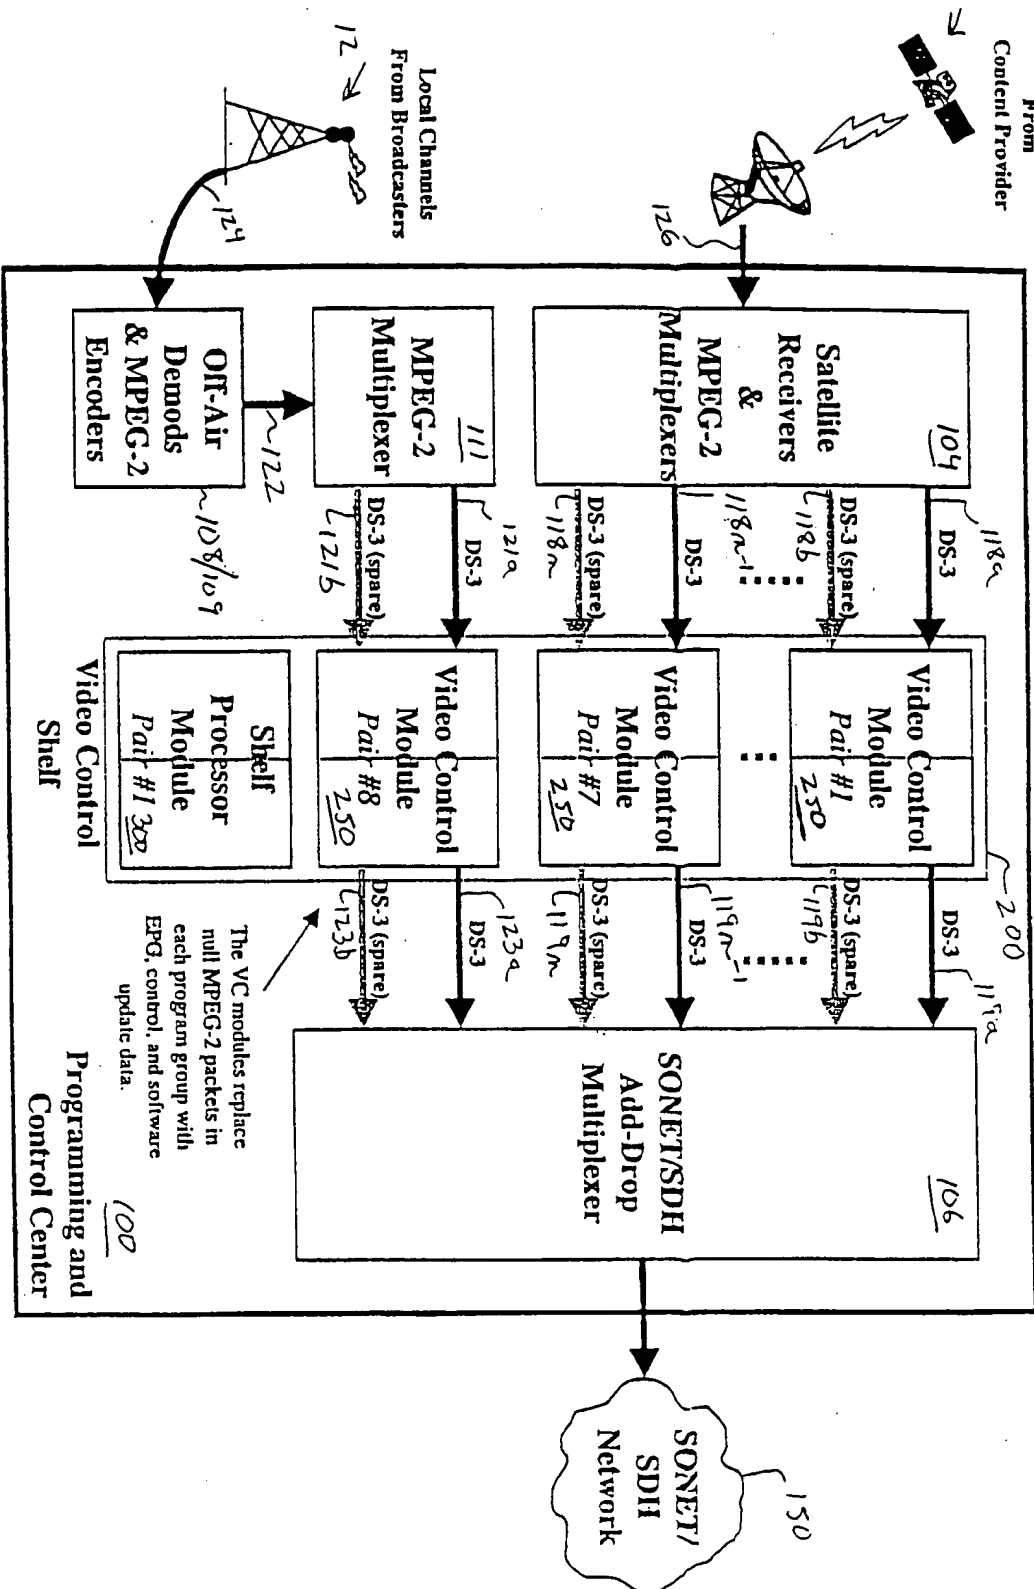 From
Content Provider
12
Local Channels
From Broadcasters
126
124
Satellite
Receivers
&
MPEG-2
Multiplexers
104
MPEG-2
Multiplexer
111
Off-Air
Demods
& MPEG-2
Encoders
108/109
122
118a
DS-3
DS-3 (spare)
118b
118n-1
DS-3
DS-3 (spare)
118n
121a
DS-3
DS-3 (spare)
121b
Video Control
Module
Pair #1
250
Video Control
Module
Pair #7
250
Video Control
Module
Pair #8
250
Shelf
Processor
Module
Pair #1 300
Video Control
Shelf
200
119a
DS-3
DS-3 (spare)
119b
119n-1
DS-3
DS-3 (spare)
119n
123a
DS-3
DS-3 (spare)
123b
The VC modules replace
null MPEG-2 packets in
each program group with
EPG, control, and software
update data.
SONET/SDH
Add-Drop
Multiplexer
106
Programming and
Control Center
100
SONET/
SDH
Network
150